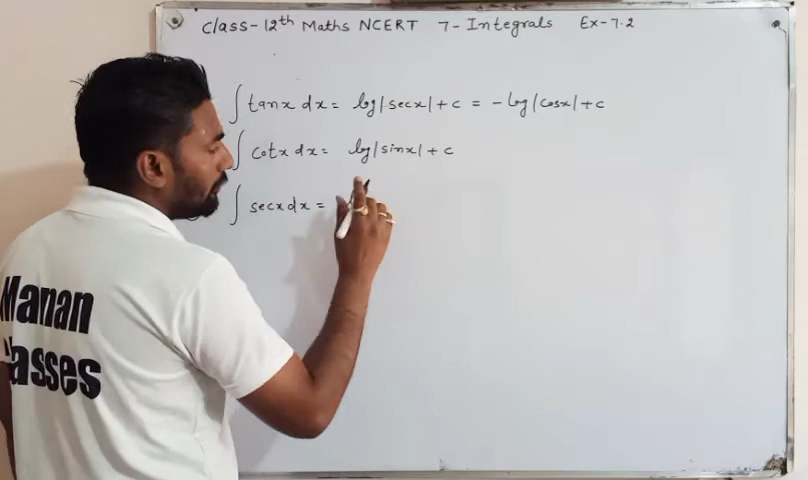 Class-12th Maths NCERT 7-Integrals Ex-7.2
∫ tanx dx = log|secx|+c = -log|cosx|+c
∫ cotx dx = log|sinx|+c
∫ secx dx =
Manan
Classes